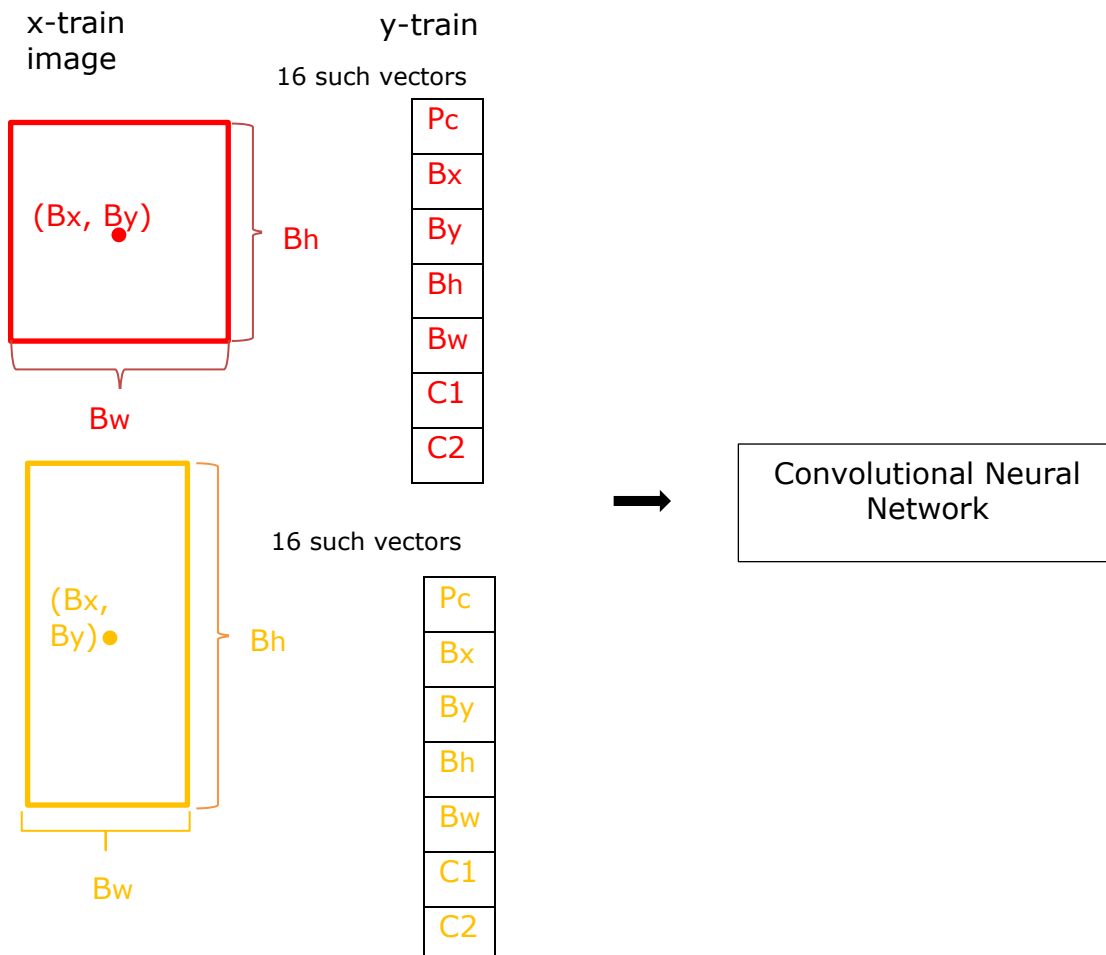 x-train
image
y-train
16 such vectors
Pc
Bx
By
Bh
Bw
C1
C2
(Bx, By)
Bh
Bw
16 such vectors
(Bx,
By)
Bh
Bw
Pc
Bx
By
Bh
Bw
C1
C2
Convolutional Neural
Network